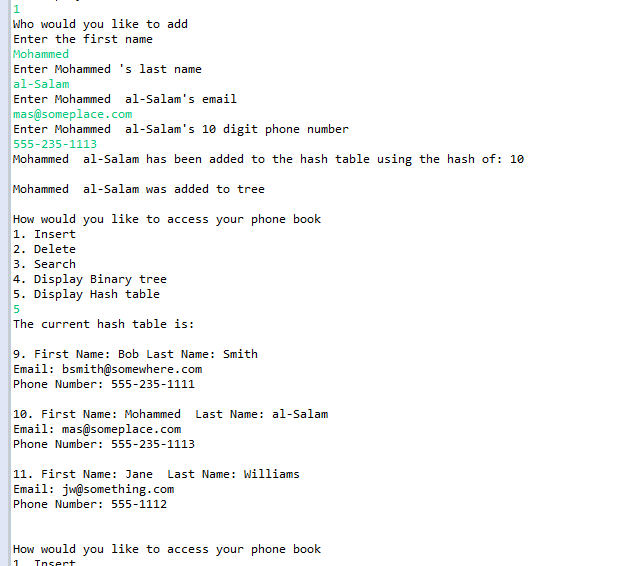 1
Who would you like to add
Enter the first name
Mohammed
Enter Mohammed 's last name
al-Salam
Enter Mohammed  al-Salam's email
mas@someplace.com
Enter Mohammed  al-Salam's 10 digit phone number
555-235-1113
Mohammed  al-Salam has been added to the hash table using the hash of: 10
Mohammed  al-Salam was added to tree
How would you like to access your phone book
1. Insert
2. Delete
3. Search
4. Display Binary tree
5. Display Hash table
5
The current hash table is:
9. First Name: Bob Last Name: Smith
Email: bsmith@somewhere.com
Phone Number: 555-235-1111
10. First Name: Mohammed  Last Name: al-Salam
Email: mas@someplace.com
Phone Number: 555-235-1113
11. First Name: Jane  Last Name: Williams
Email: jw@something.com
Phone Number: 555-1112
How would you like to access your phone book
1. Insert